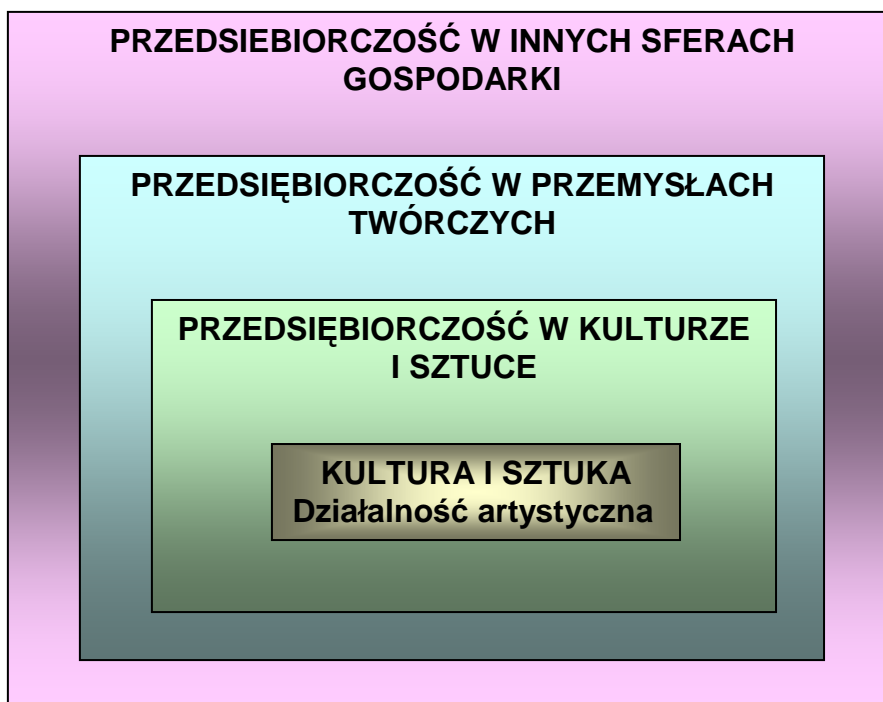 PRZEDSIEBIORCZOŚĆ W INNYCH SFERACH
GOSPODARKI
PRZEDSIĘBIORCZOŚĆ W PRZEMYSŁACH
TWÓRCZYCH
PRZEDSIĘBIORCZOŚĆ W KULTURZE
I SZTUCE
KULTURA I SZTUKA
Działalność artystyczna